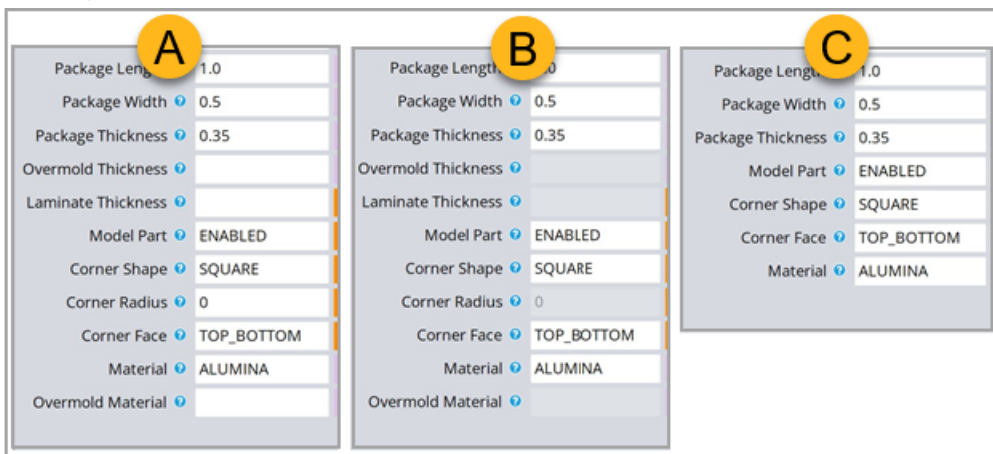 A
Package Leng 1.0
Package Width 0.5
Package Thickness 0.35
Overmold Thickness
Laminate Thickness
Model Part ENABLED
Corner Shape SQUARE
Corner Radius 0
Corner Face TOP_BOTTOM
Material ALUMINA
Overmold Material
B
Package Length .0
Package Width 0.5
Package Thickness 0.35
Overmold Thickness
Laminate Thickness
Model Part ENABLED
Corner Shape SQUARE
Corner Radius 0
Corner Face TOP_BOTTOM
Material ALUMINA
Overmold Material
C
Package Lengt 1.0
Package Width 0.5
Package Thickness 0.35
Model Part ENABLED
Corner Shape SQUARE
Corner Face TOP_BOTTOM
Material ALUMINA